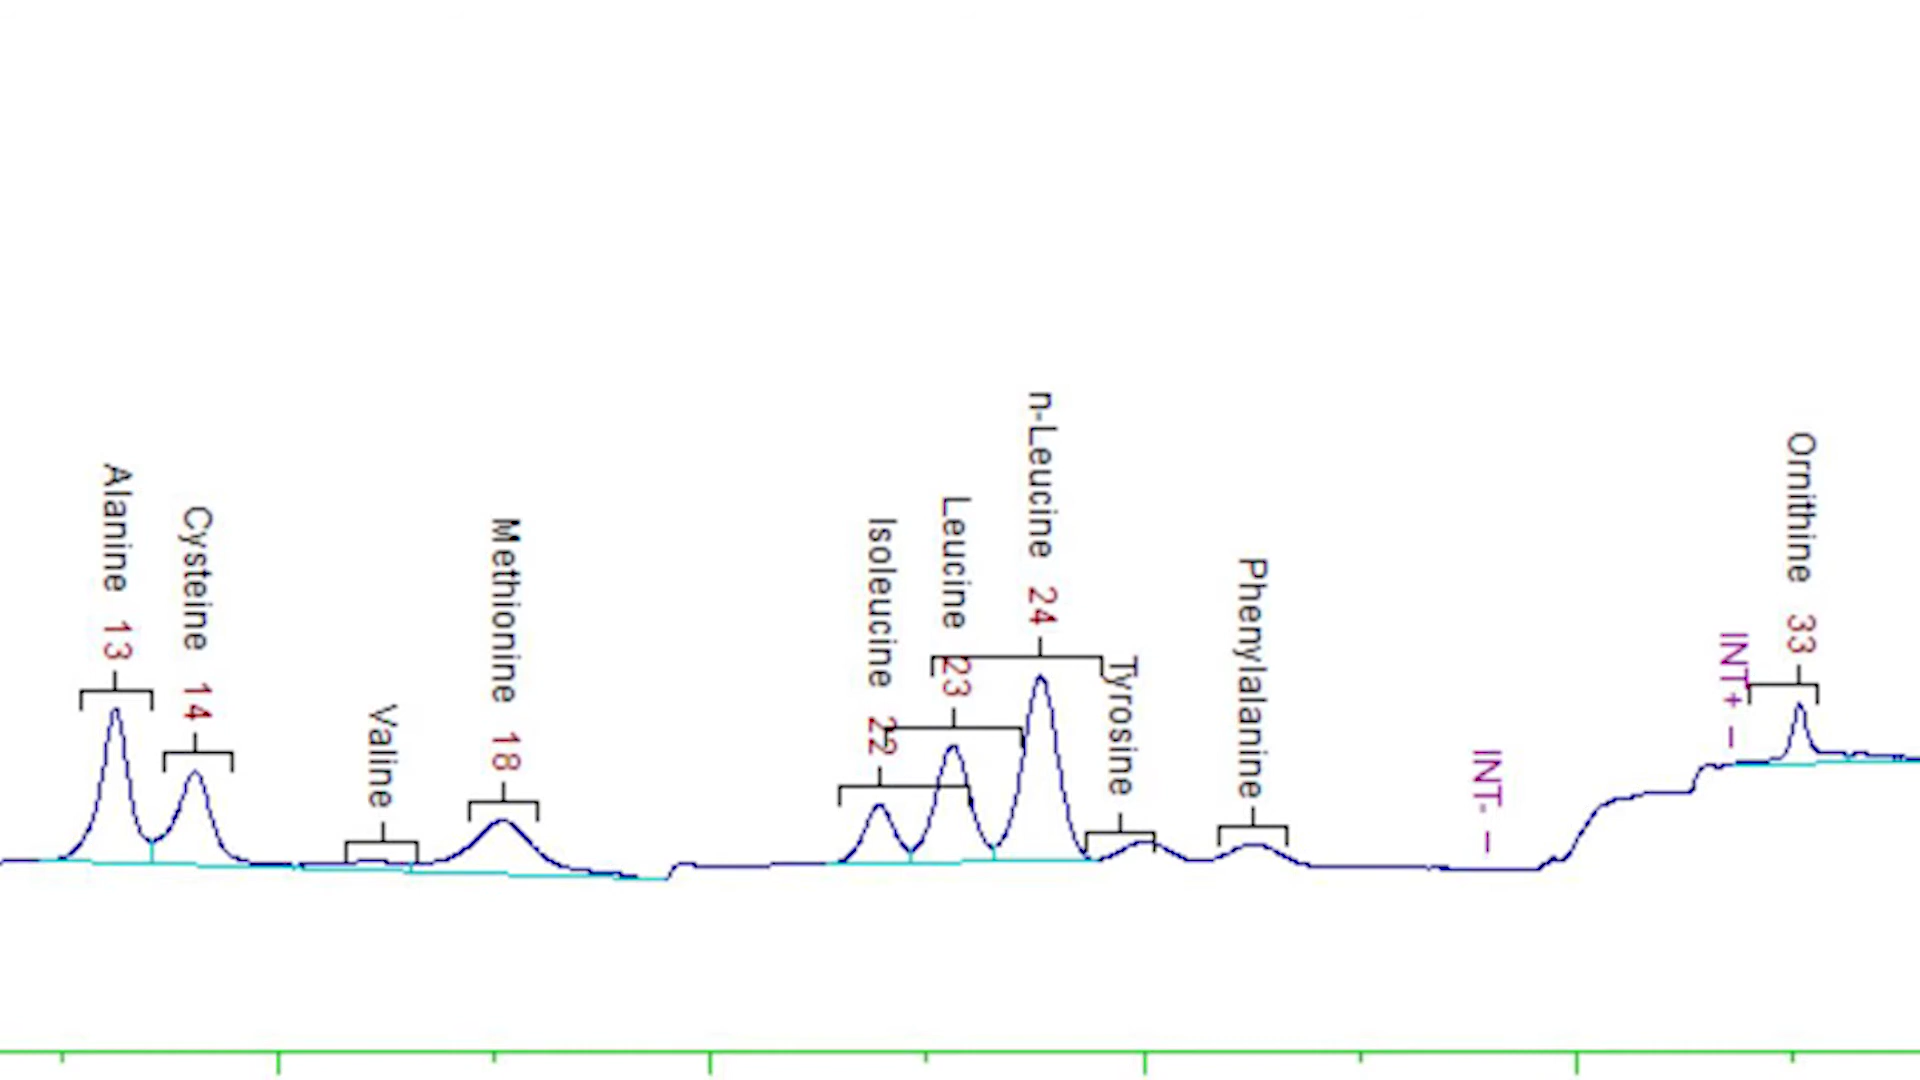 Alanine 13
Cysteine 14
Valine
Methionine 18
Isoleucine 22
Leucine 23
n-Leucine 24
Tyrosine
Phenylalanine
INT- –
INT+ –
Ornithine 33